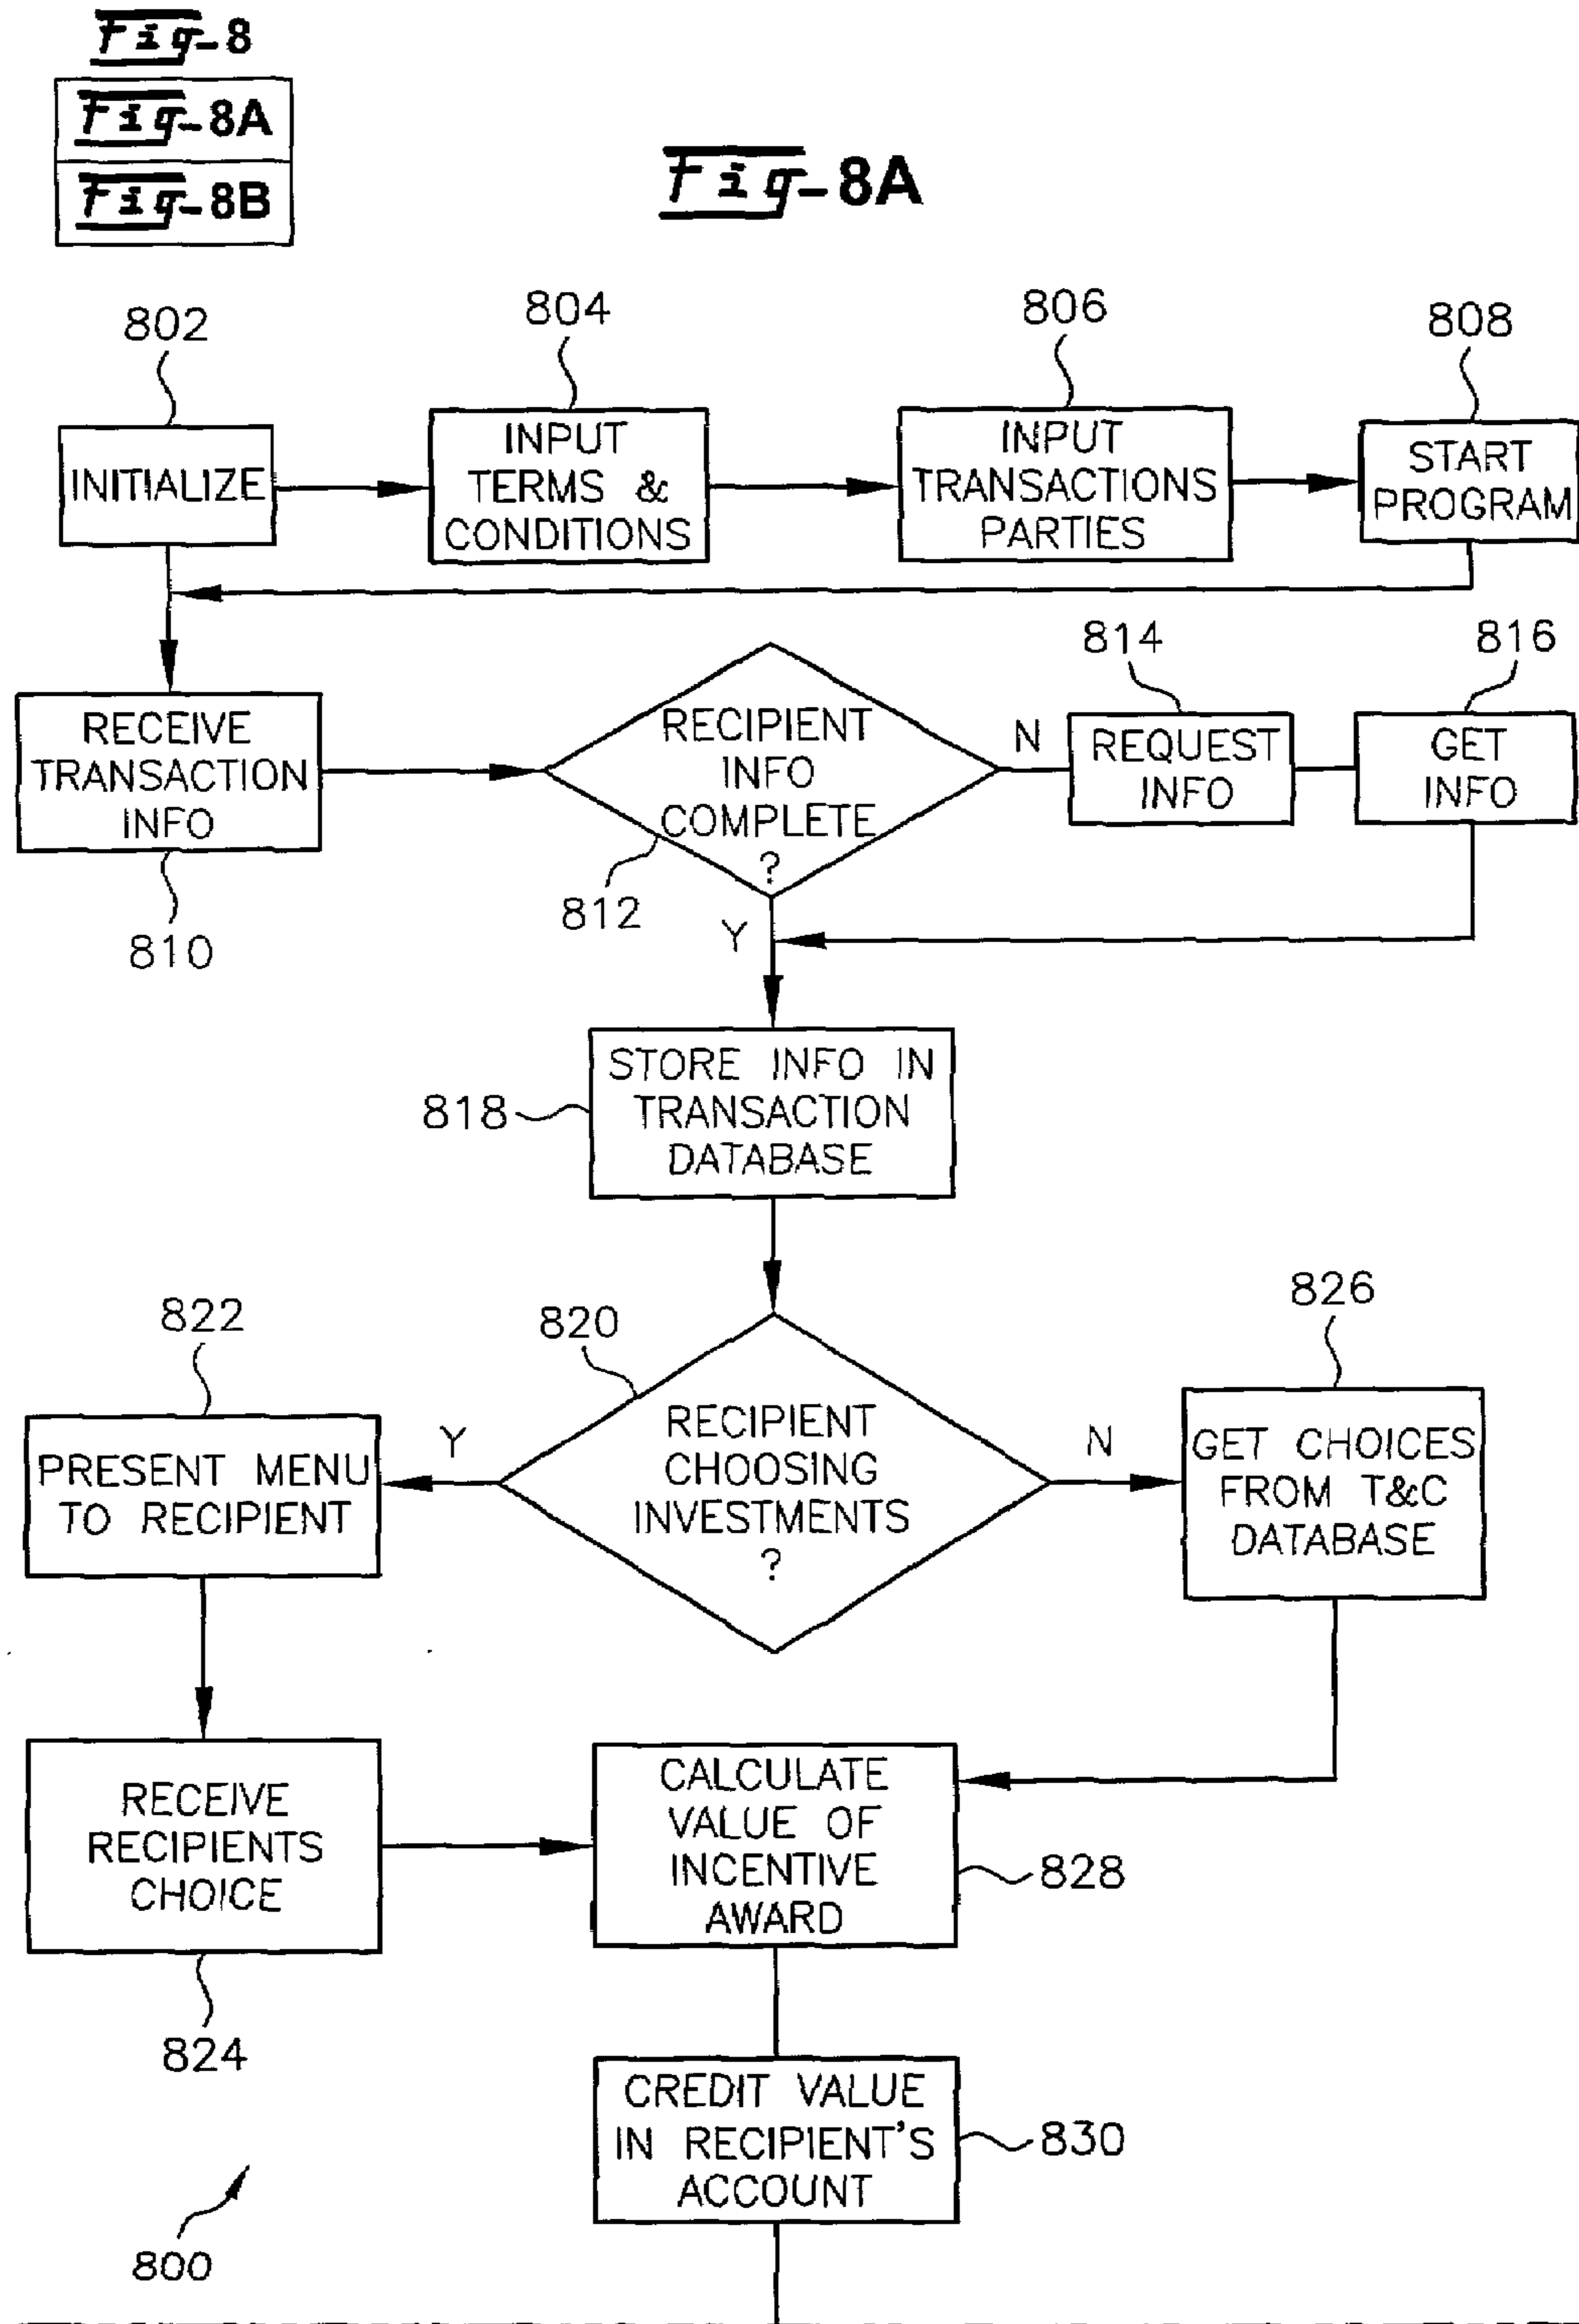 Fig-8
Fig-8A
Fig-8B
Fig-8A
802
804
806
808
INITIALIZE
INPUT
TERMS &
CONDITIONS
INPUT
TRANSACTIONS
PARTIES
START
PROGRAM
814
816
RECEIVE
TRANSACTION
INFO
810
RECIPIENT
INFO
COMPLETE
?
812
N
Y
REQUEST
INFO
GET
INFO
818
STORE INFO IN
TRANSACTION
DATABASE
822
820
826
PRESENT MENU
TO RECIPIENT
Y
RECIPIENT
CHOOSING
INVESTMENTS
?
N
GET CHOICES
FROM T&C
DATABASE
RECEIVE
RECIPIENTS
CHOICE
824
CALCULATE
VALUE OF
INCENTIVE
AWARD
828
CREDIT VALUE
IN RECIPIENT'S
ACCOUNT
830
800